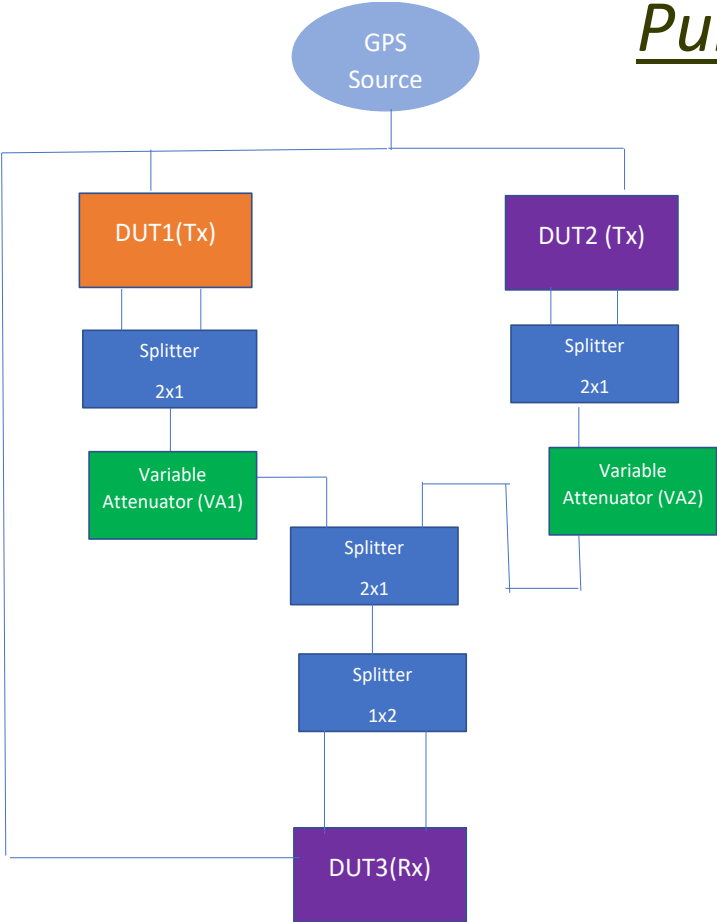 GPS
Source
DUT1(Tx)
DUT2 (Tx)
Splitter
2x1
Splitter
2x1
Variable
Attenuator (VA1)
Variable
Attenuator (VA2)
Splitter
2x1
Splitter
1x2
DUT3(Rx)